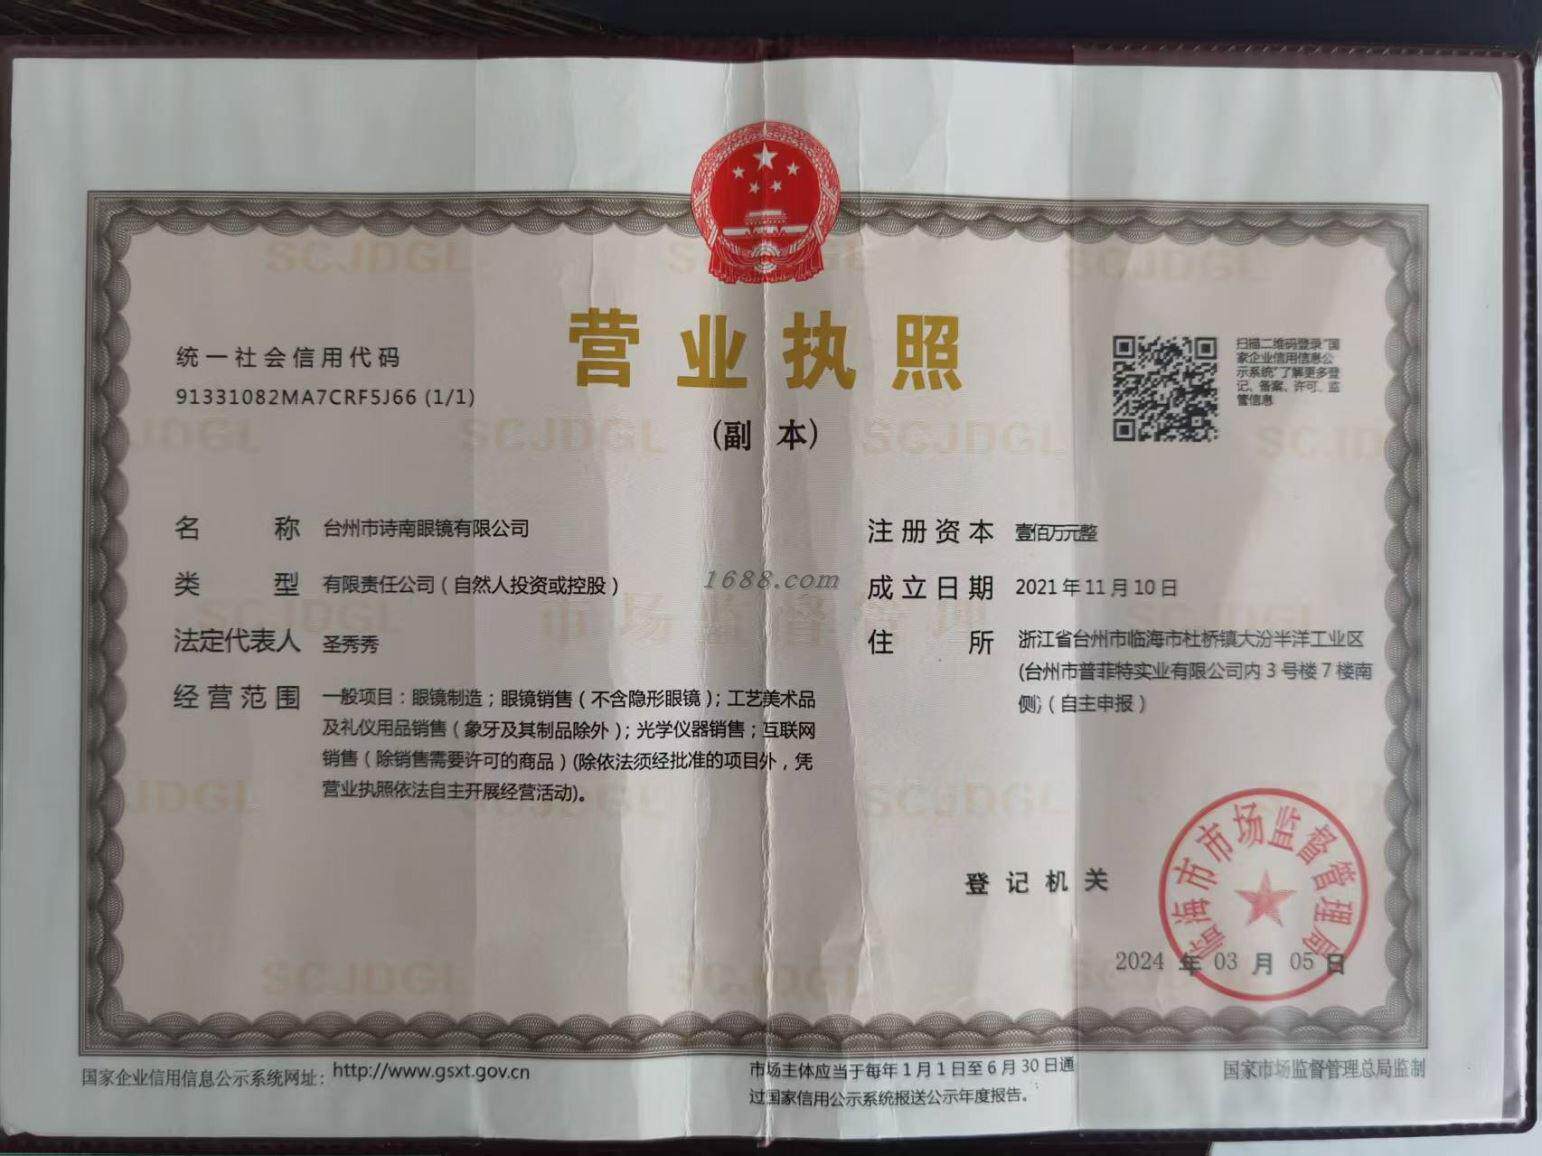 营业执照
(副 本)
统一社会信用代码
91331082MA7CRF5J66 (1/1)
扫描二维码登录“国
家企业信用信息公
示系统”了解更多登
记、备案、许可、监
管信息
名 称 台州市诗南眼镜有限公司
类 型 有限责任公司（自然人投资或控股）
法定代表人 圣秀秀
经营范围 一般项目：眼镜制造；眼镜销售（不含隐形眼镜）；工艺美术品
及礼仪用品销售（象牙及其制品除外）；光学仪器销售；互联网
销售（除销售需要许可的商品）(除依法须经批准的项目外，凭
营业执照依法自主开展经营活动)。
注册资本 壹佰万元整
成立日期 2021年11月10日
住 所 浙江省台州市临海市杜桥镇大汾半洋工业区
(台州市普菲特实业有限公司内3号楼7楼南
侧)（自主申报）
1688.com
登记机关
临海市市场监督管理局
2024 年 03 月 05 日
国家企业信用信息公示系统网址：http://www.gsxt.gov.cn
市场主体应当于每年1月1日至6月30日通
过国家信用公示系统报送公示年度报告。
国家市场监督管理总局监制
SCJDGL
市场监督管理